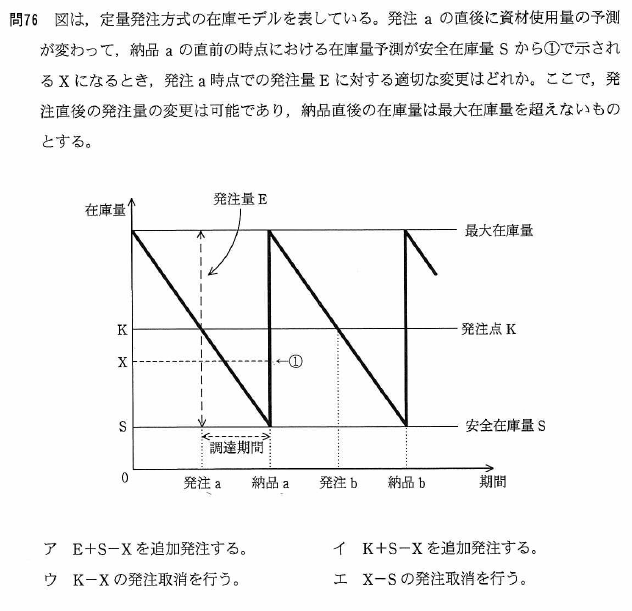 問76 図は，定量発注方式の在庫モデルを表している。発注 a の直後に資材使用量の予測
が変わって，納品 a の直前の時点における在庫量予測が安全在庫量 S から①で示され
る X になるとき，発注 a 時点での発注量 E に対する適切な変更はどれか。ここで，発
注直後の発注量の変更は可能であり，納品直後の在庫量は最大在庫量を超えないもの
とする。
発注量 E
在庫量
最大在庫量
K
発注点 K
X
①
S
安全在庫量 S
調達期間
0
発注 a
納品 a
発注 b
納品 b
期間
ア E＋S－X を追加発注する。
イ K＋S－X を追加発注する。
ウ K－X の発注取消を行う。
エ X－S の発注取消を行う。